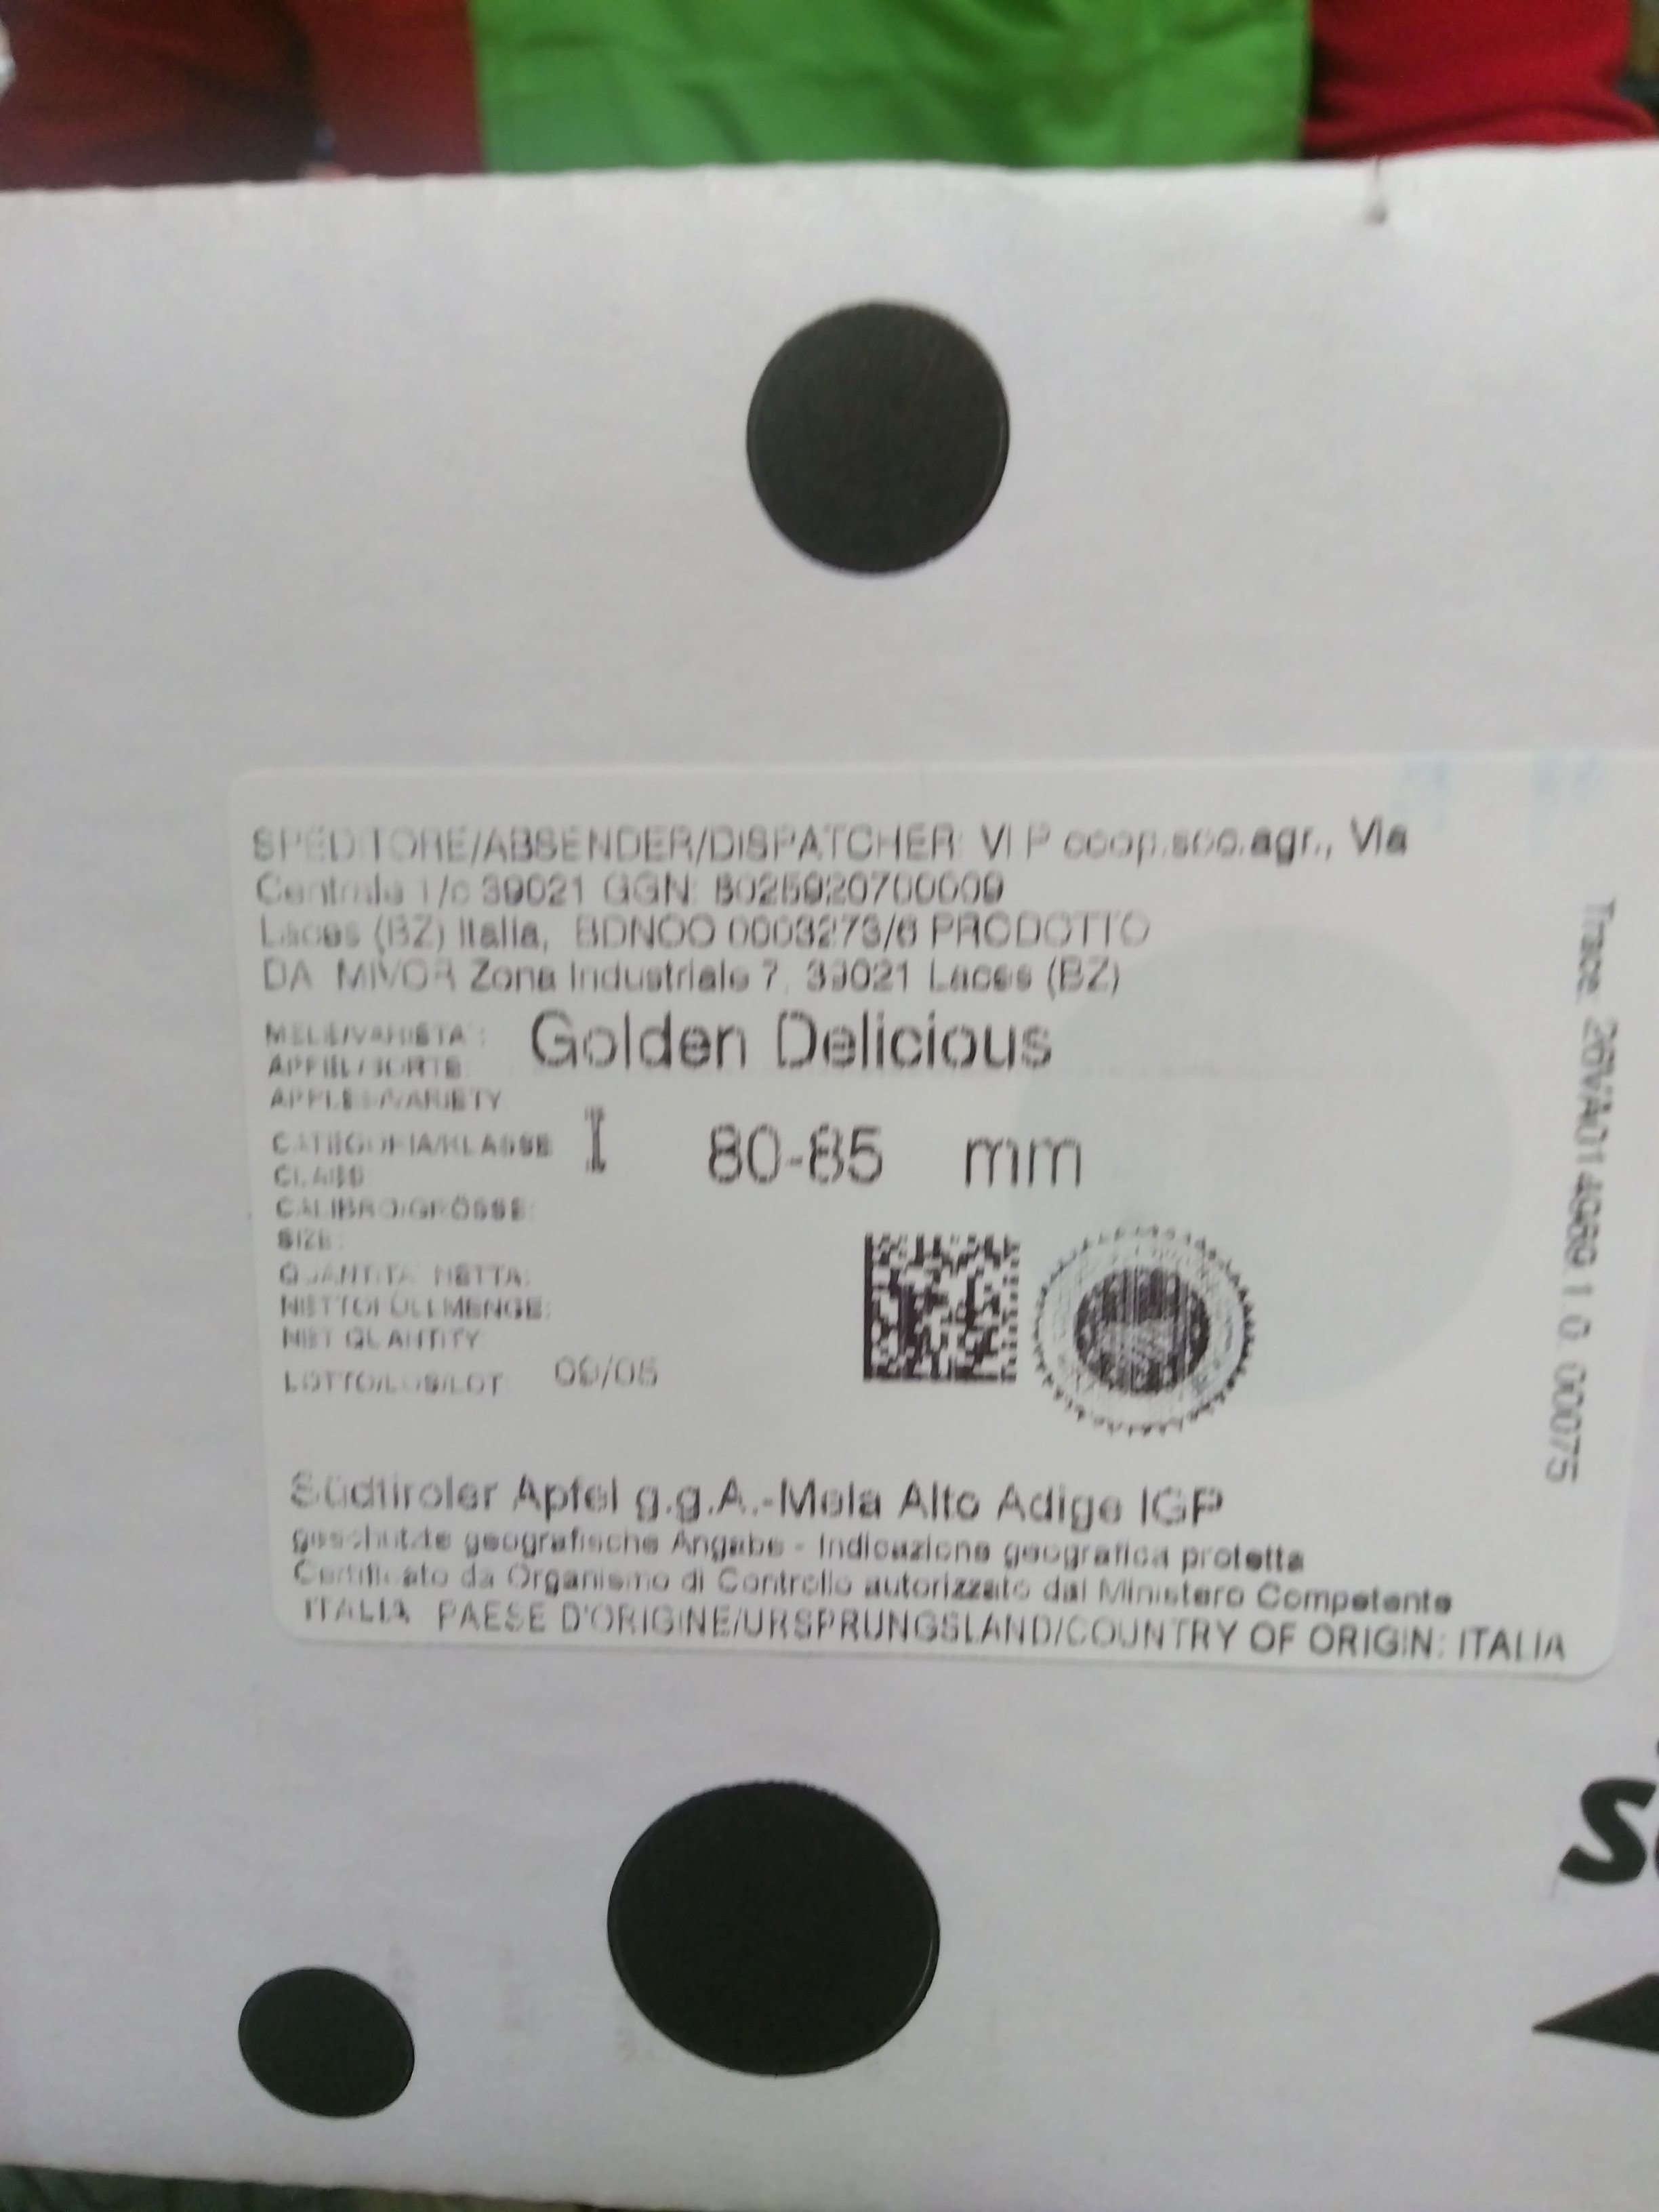 SPEDITORE/ABSENDER/DISPATCHER: VI.P coop.soc.agr., Via
Centrale 1/c 39021 GGN: 8025920700009
Laces (BZ) Italia, BDNOO 0003273/6 PRODOTTO
DA MIVOR Zona Industriale 7, 39021 Laces (BZ)
MELE/VARIETA': Golden Delicious
ÄPFEL/SORTE:
APPLES/VARIETY
CATEGORIA/KLASSE I 80-85 mm
CLASS
CALIBRO/GRÖSSE:
SIZE:
QUANTITA' NETTA:
NETTOFÜLLMENGE:
NET QUANTITY
LOTTO/LOS/LOT 09/05
Südtiroler Apfel g.g.A.-Mela Alto Adige IGP
geschützte geografische Angabe - Indicazione geografica protetta
Certificato da Organismo di Controllo autorizzato dal Ministero Competente
ITALIA PAESE D'ORIGINE/URSPRUNGSLAND/COUNTRY OF ORIGIN: ITALIA
Trace.
00075